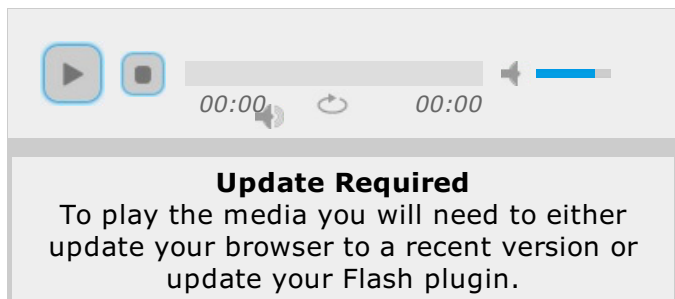 00:00 00:00
Update Required
To play the media you will need to either
update your browser to a recent version or
update your Flash plugin.